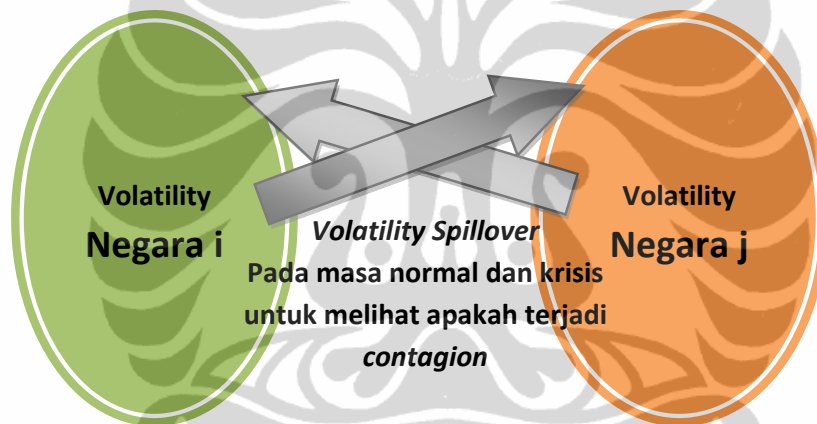 Volatility
Negara i
Volatility Spillover
Pada masa normal dan krisis
untuk melihat apakah terjadi
contagion
Volatility
Negara j